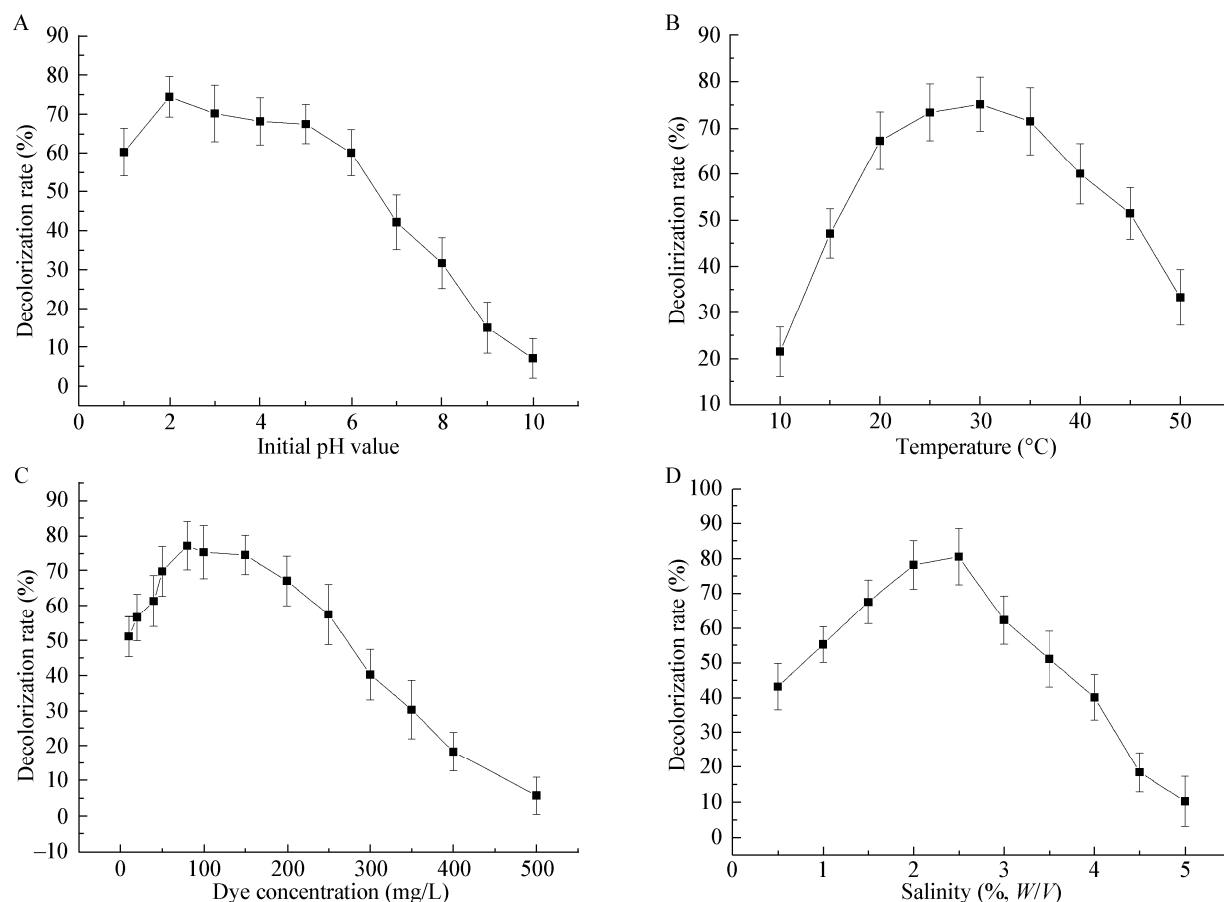 A
90
80
70
60
50
40
30
20
10
0
Decolorization rate (%)
0 2 4 6 8 10
Initial pH value
B
90
80
70
60
50
40
30
20
10
Decolirization rate (%)
10 20 30 40 50
Temperature (°C)
C
90
80
70
60
50
40
30
20
10
0
–10
Decolorization rate (%)
0 100 200 300 400 500
Dye concentration (mg/L)
D
100
90
80
70
60
50
40
30
20
10
0
Decolorization rate (%)
0 1 2 3 4 5
Salinity (%, W/V)